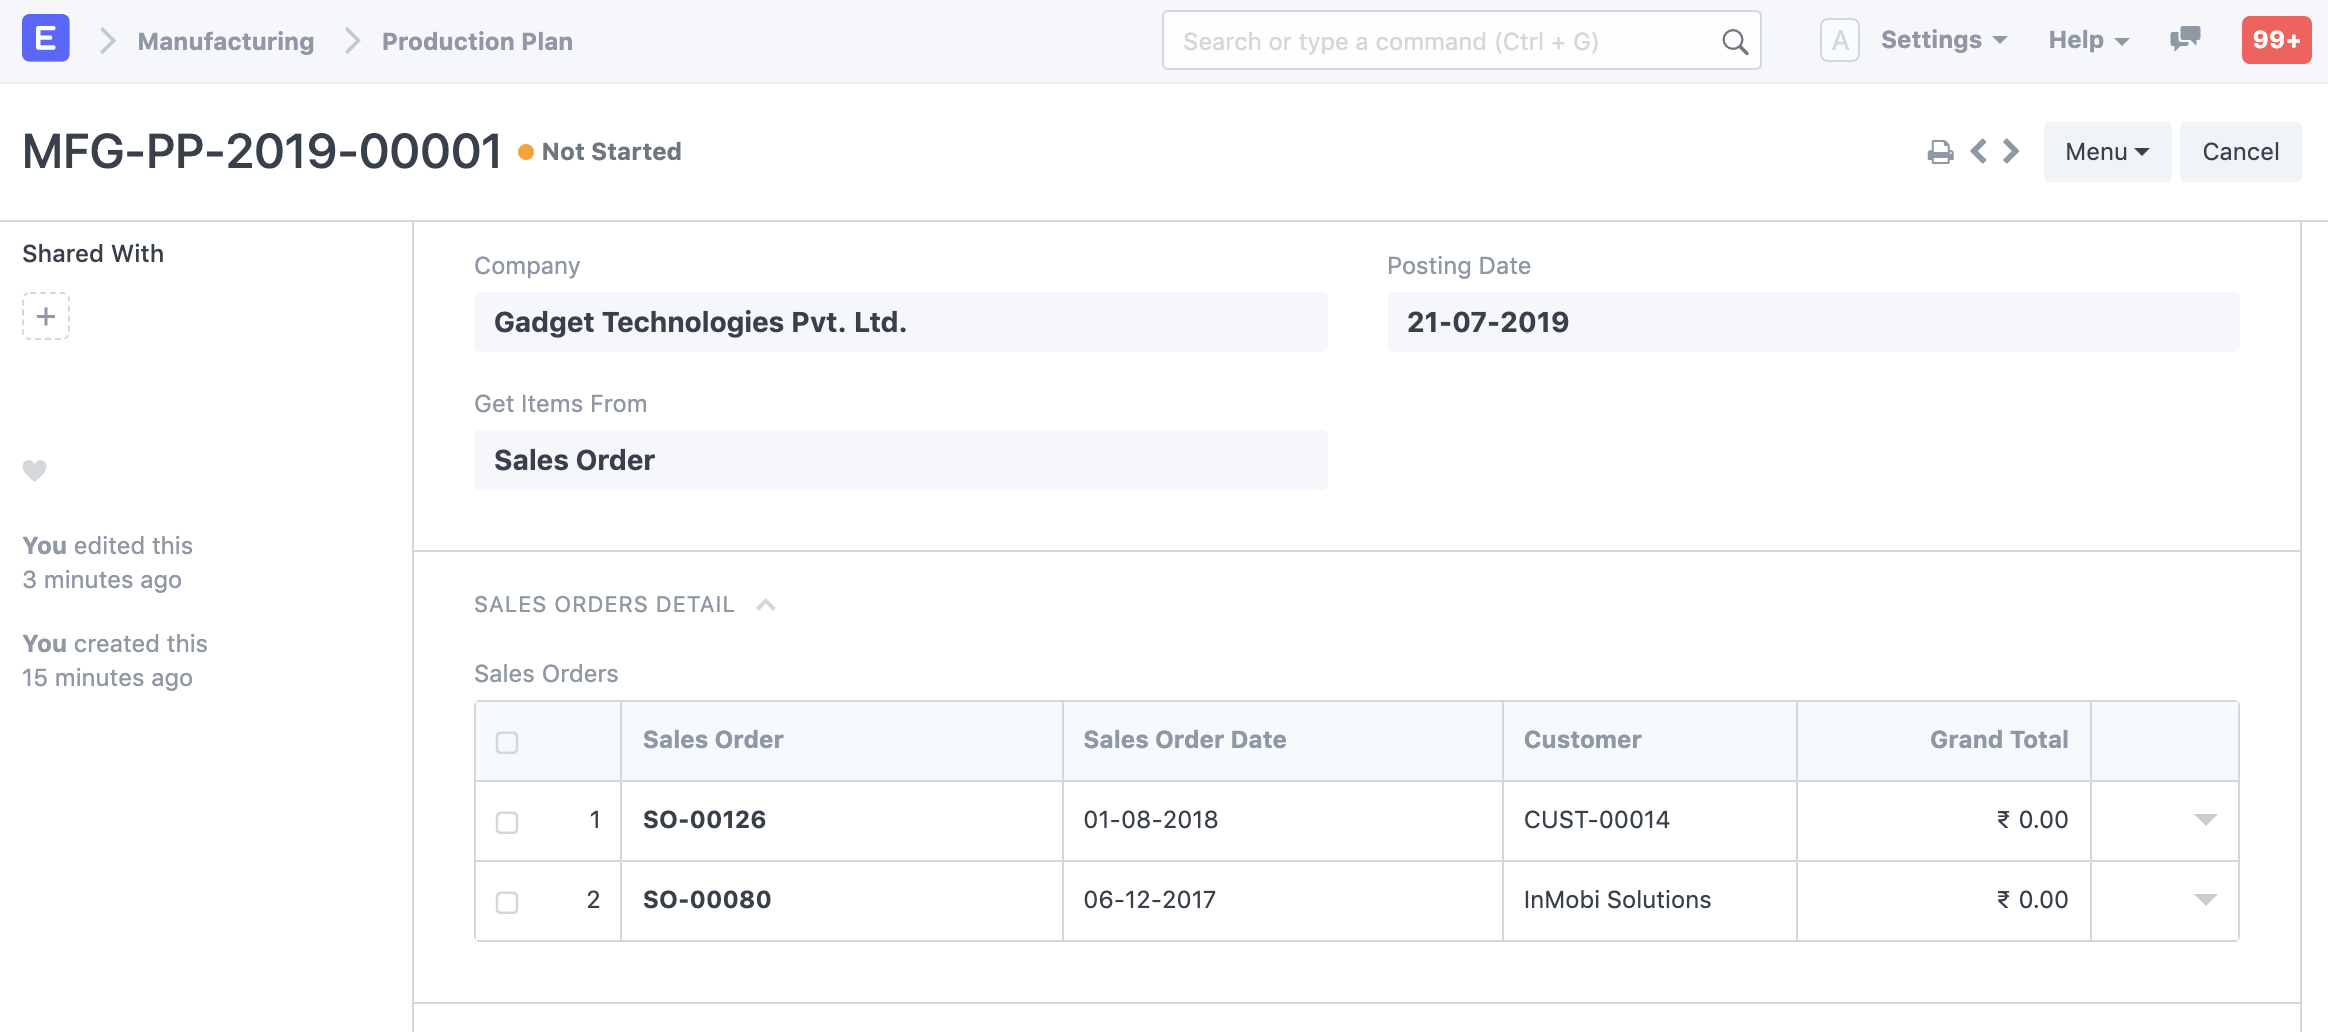 E Manufacturing Production Plan Search or type a command (Ctrl + G) A Settings Help 99+
MFG-PP-2019-00001 Not Started Menu Cancel
Shared With
+
You edited this
3 minutes ago
You created this
15 minutes ago
Company Posting Date
Gadget Technologies Pvt. Ltd. 21-07-2019
Get Items From
Sales Order
SALES ORDERS DETAIL
Sales Orders
Sales Order Sales Order Date Customer Grand Total
1 SO-00126 01-08-2018 CUST-00014 ₹ 0.00
2 SO-00080 06-12-2017 InMobi Solutions ₹ 0.00